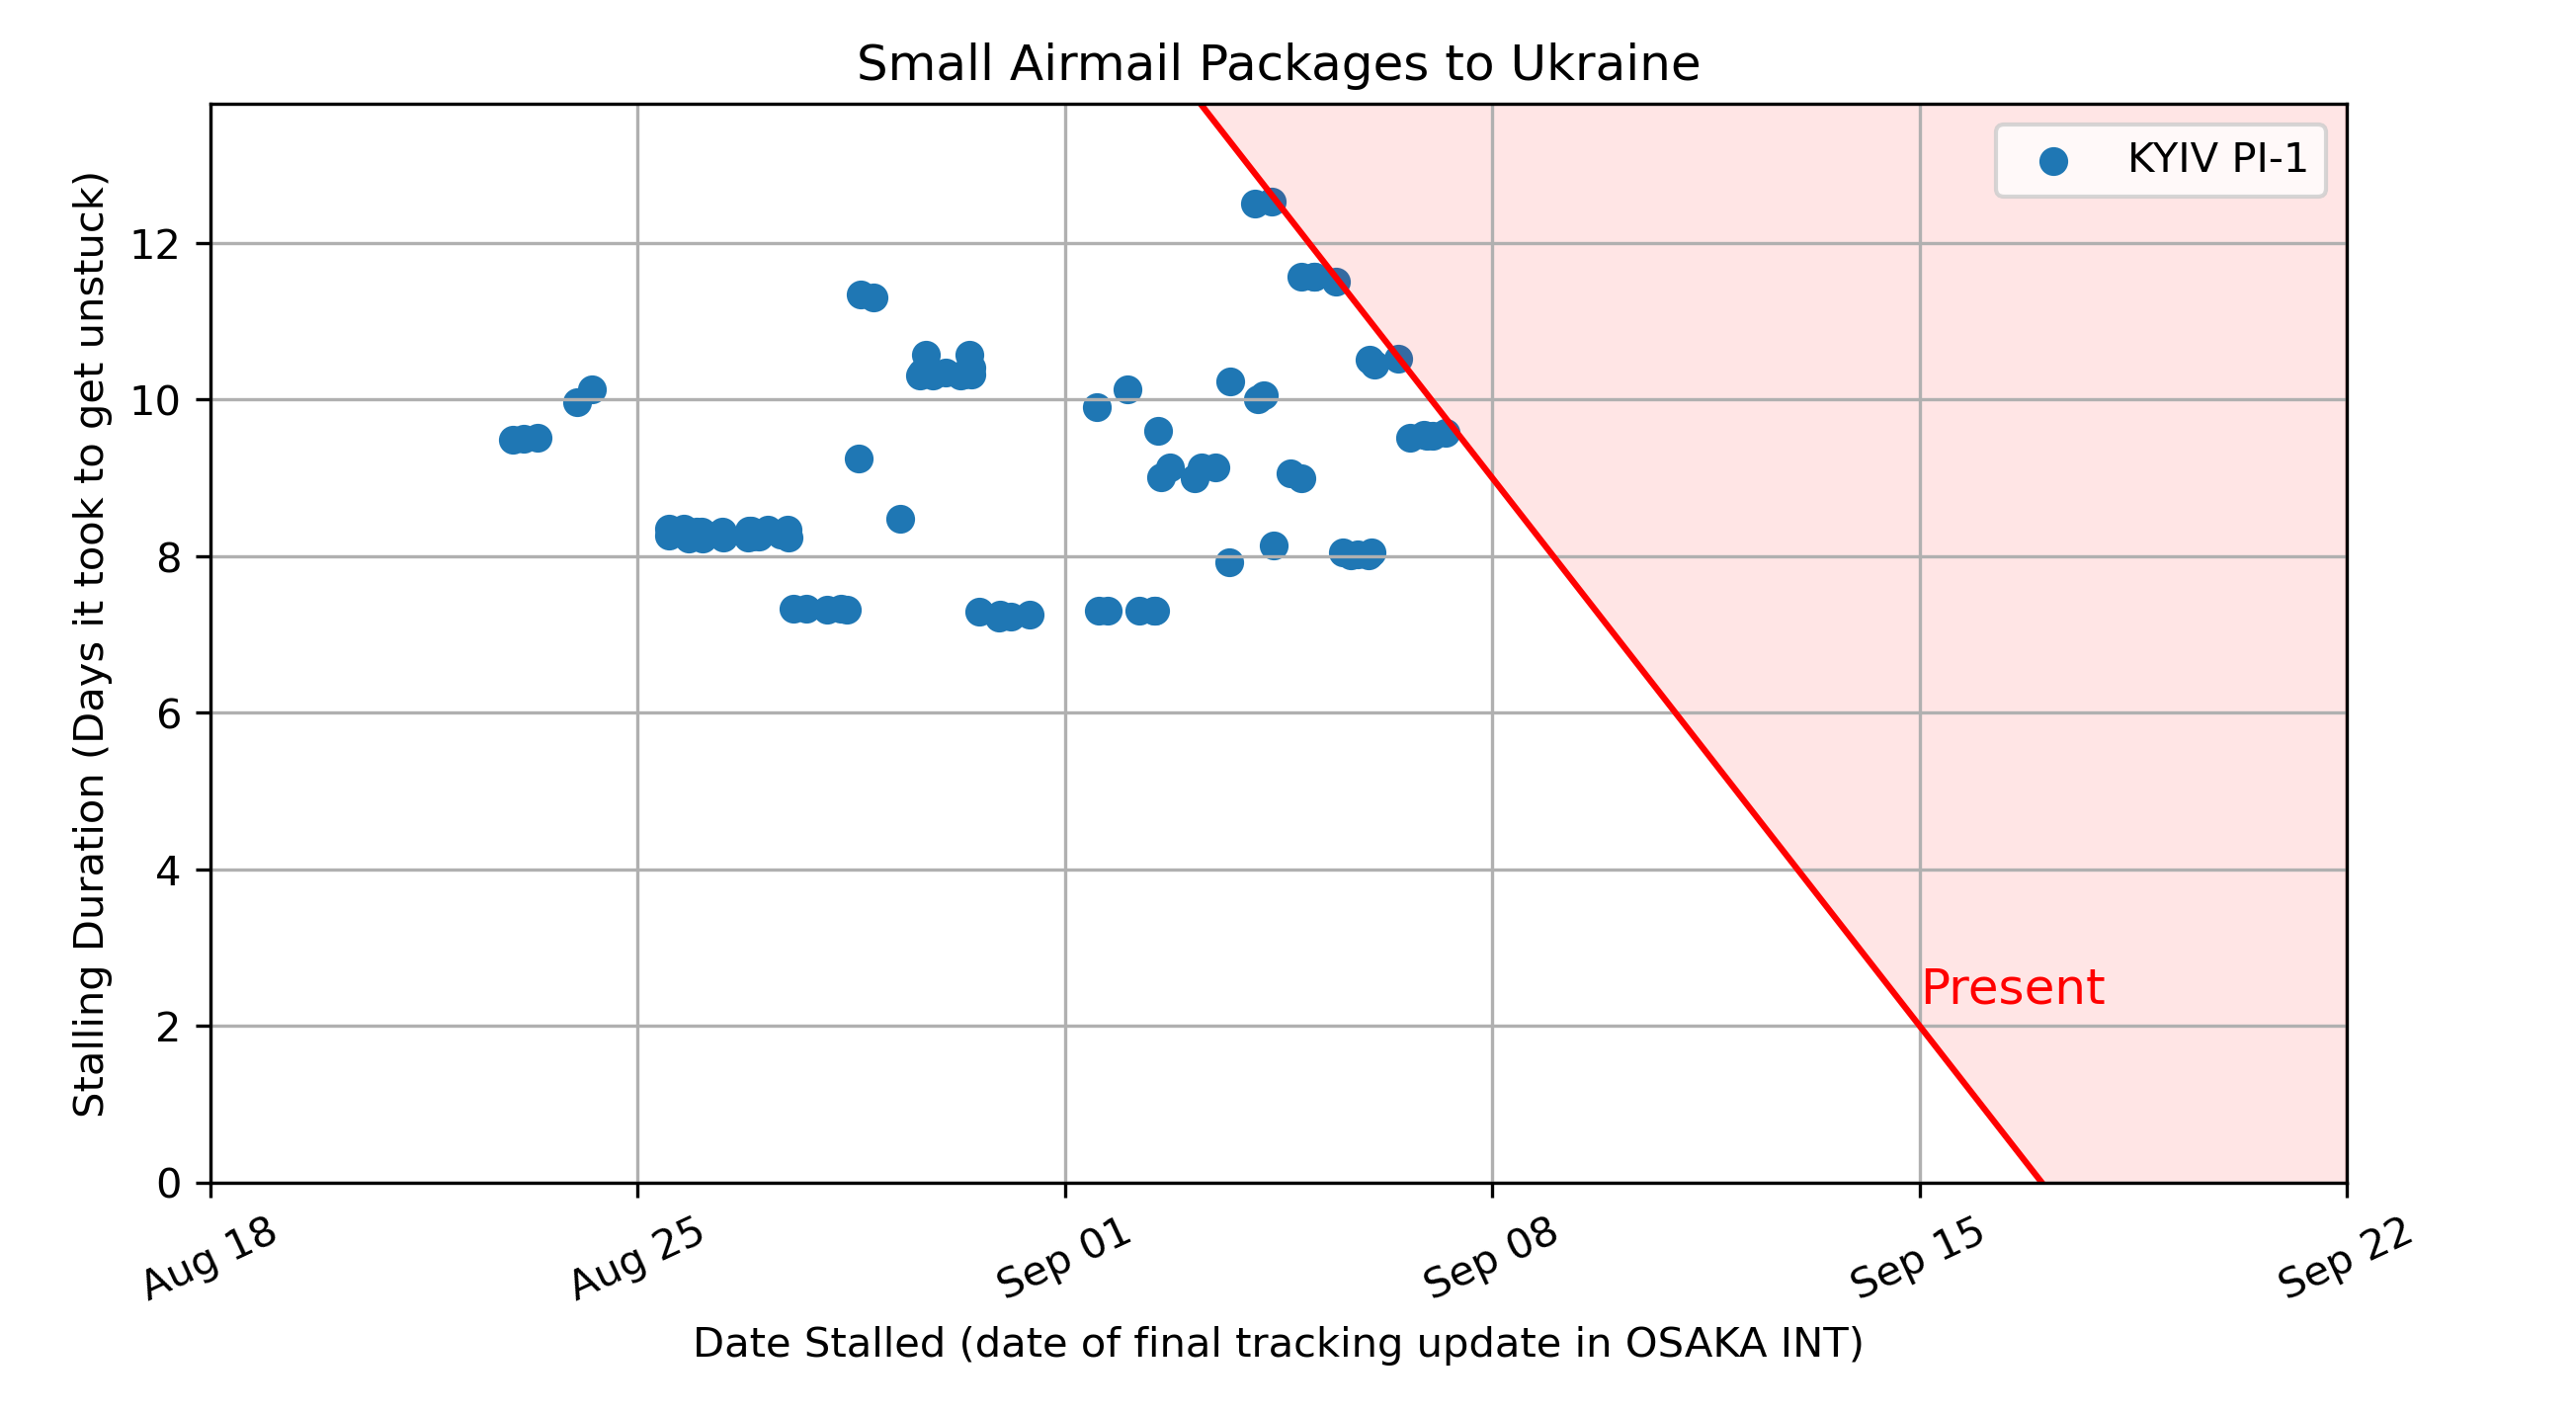 Small Airmail Packages to Ukraine
KYIV PI-1
Stalling Duration (Days it took to get unstuck)
12
10
8
6
4
2
0
Present
Aug 18
Aug 25
Sep 01
Sep 08
Sep 15
Sep 22
Date Stalled (date of final tracking update in OSAKA INT)